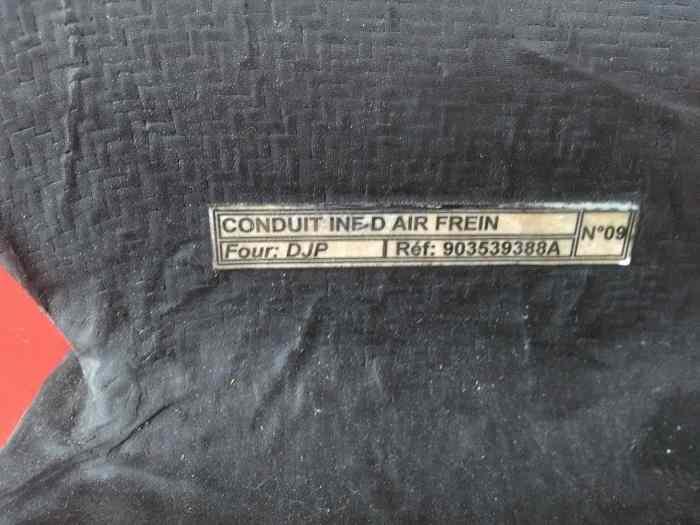 CONDUIT INF-D AIR FREIN
N°09
Four: DJP
Réf: 903539388A